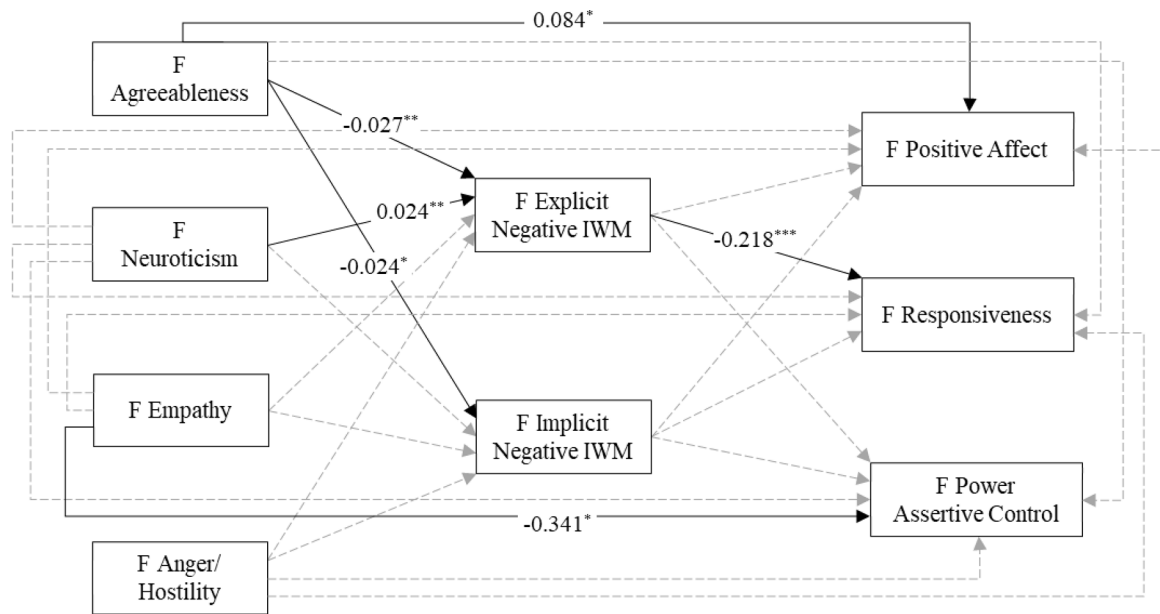 0.084*
F
Agreeableness
-0.027**
F Positive Affect
F Explicit
Negative IWM
0.024**
F
Neuroticism
-0.218***
-0.024*
F Responsiveness
F Empathy
F Implicit
Negative IWM
F Power
Assertive Control
-0.341*
F Anger/
Hostility